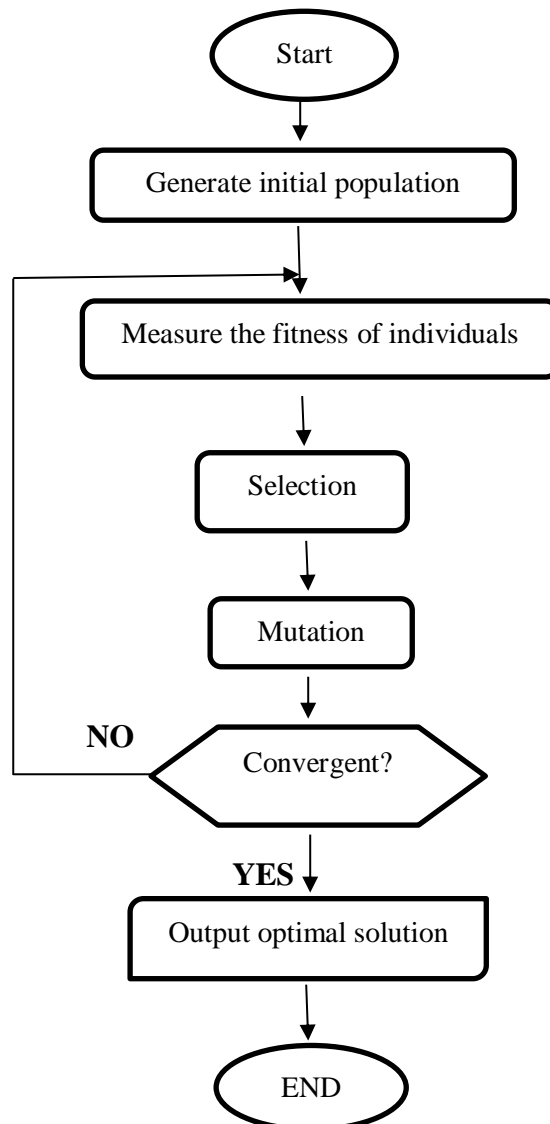 Start
Generate initial population
Measure the fitness of individuals
Selection
Mutation
NO
Convergent?
YES
Output optimal solution
END